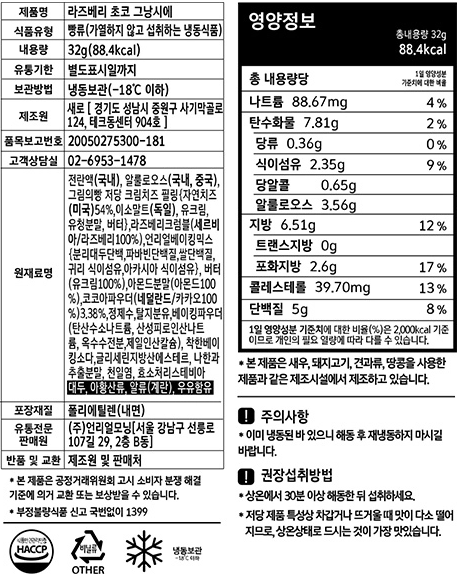 제품명 라즈베리 초코 그낭시에
식품유형 빵류(가열하지 않고 섭취하는 냉동식품)
내용량 32g(88.4kcal)
유통기한 별도표시일까지
보관방법 냉동보관(-18℃ 이하)
제조원 새로 [ 경기도 성남시 중원구 사기막골로
124, 테크동센터 904호 ]
품목보고번호 20050275300-181
고객상담실 02-6953-1478
원재료명
전란액(국내), 알룰로오스(국내, 중국),
그림의빵 저당 크림치즈 필링{자연치즈
(미국)54%,이소말트(독일), 유크림,
유청분말, 버터},라즈베리크럼블(세르비
아/라즈베리100%),언리얼베이킹믹스
{분리대두단백,파바빈단백질,쌀단백질,
귀리 식이섬유,아카시아 식이섬유}, 버터
(유크림100%),아몬드분말(아몬드100
%),코코아파우더(네덜란드/카카오100
%)3.38%,정제수,탈지분유,베이킹파우더
(탄산수소나트륨, 산성피로인산나트
륨, 옥수수전분,제일인산칼슘), 착한베이
킹소다,글리세린지방산에스테르, 나한과
추출분말, 천일염, 효소처리스테비아
대두, 아황산류, 알류(계란), 우유함유
포장재질 폴리에틸렌(내면)
유통전문
판매원 (주)언리얼모닝(서울 강남구 선릉로
107길 29, 2층 B동)
반품 및 교환 제조원 및 판매처
* 본 제품은 공정거래위원회 고시 소비자 분쟁 해결
기준에 의거 교환 또는 보상받을 수 있습니다.
* 부정불량식품 신고 국번없이 1399
HACCP
비닐류
OTHER
냉동보관
-18℃ 이하
영양정보
총내용량 32g
88.4kcal
총 내용량당 1일 영양성분
기준치에 대한 비율
나트륨 88.67mg 4%
탄수화물 7.81g 2%
당류 0.36g 0%
식이섬유 2.35g 9%
당알콜 0.65g
알룰로오스 3.56g
지방 6.51g 12%
트랜스지방 0g
포화지방 2.6g 17%
콜레스테롤 39.70mg 13%
단백질 5g 8%
1일 영양성분 기준치에 대한 비율(%)은 2,000kcal 기준
이므로 개인의 필요 열량에 따라 다를 수 있습니다.
* 본 제품은 새우, 돼지고기, 견과류, 땅콩을 사용한
제품과 같은 제조시설에서 제조하고 있습니다.
! 주의사항
* 이미 냉동된 바 있으니 해동 후 재냉동하지 마시길
바랍니다.
! 권장섭취방법
* 상온에서 30분 이상 해동한 뒤 섭취하세요.
* 저당 제품 특성상 차갑거나 뜨거울 때 맛이 다소 떨어
지므로, 상온상태로 드시는 것이 가장 맛있습니다.